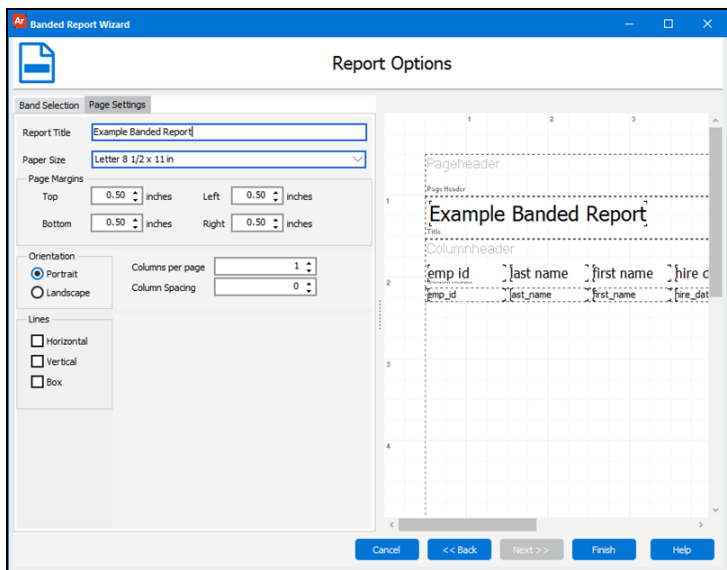 Ar Banded Report Wizard
Report Options
Band Selection Page Settings
Report Title Example Banded Report
Paper Size Letter 8 1/2 x 11 in
Page Margins
Top 0.50 inches Left 0.50 inches
Bottom 0.50 inches Right 0.50 inches
Orientation
Portrait
Landscape
Columns per page 1
Column Spacing 0
Lines
Horizontal
Vertical
Box
1 2 3
Pageheader
Page Header
1
Example Banded Report
Title
Columnheader
2
emp id last name first name hire d
emp_id last_name first_name hire_dat
3
4
Cancel << Back Next >> Finish Help